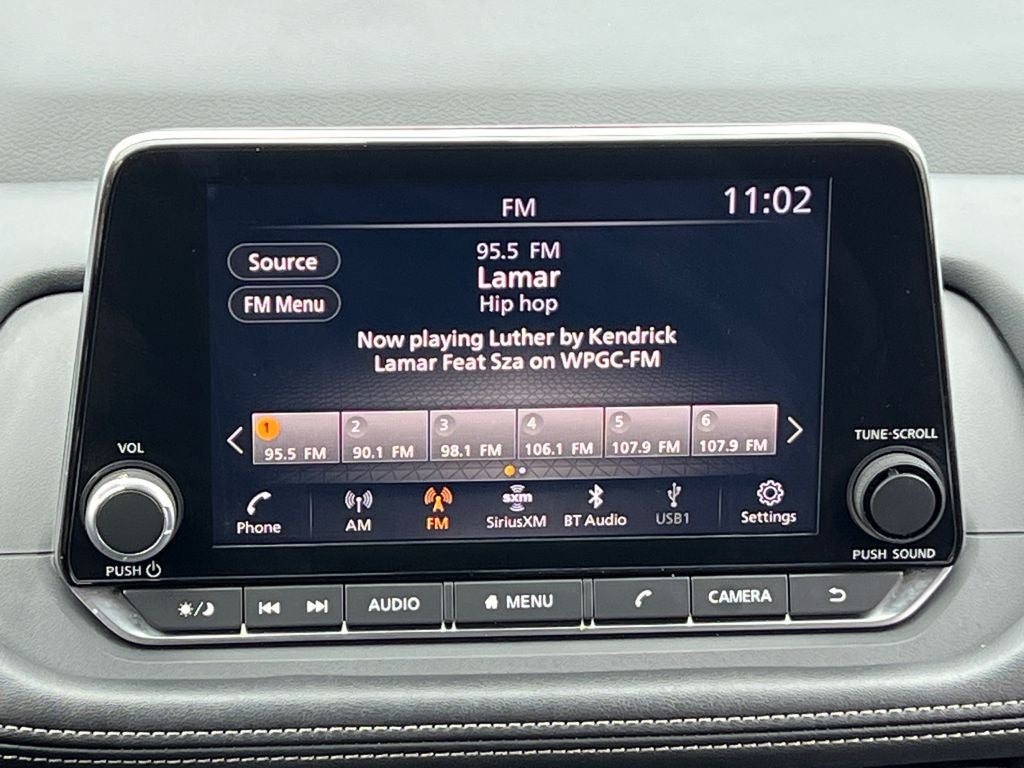 FM
11:02
Source
FM Menu
95.5 FM
Lamar
Hip hop
Now playing Luther by Kendrick
Lamar Feat Sza on WPGC-FM
1
95.5 FM
2
90.1 FM
3
98.1 FM
4
106.1 FM
5
107.9 FM
6
107.9 FM
VOL
PUSH
TUNE·SCROLL
PUSH SOUND
Phone
AM
FM
sxm
SiriusXM
BT Audio
USB1
Settings
AUDIO
MENU
CAMERA